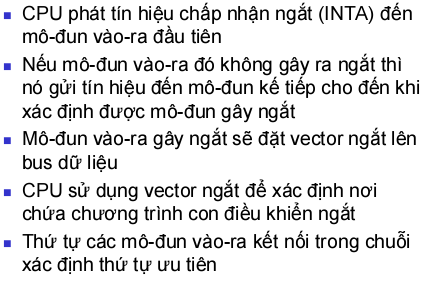 CPU phát tín hiệu chấp nhận ngắt (INTA) đến
mô-đun vào-ra đầu tiên
Nếu mô-đun vào-ra đó không gây ra ngắt thì
nó gửi tín hiệu đến mô-đun kế tiếp cho đến khi
xác định được mô-đun gây ngắt
Mô-đun vào-ra gây ngắt sẽ đặt vector ngắt lên
bus dữ liệu
CPU sử dụng vector ngắt để xác định nơi
chứa chương trình con điều khiển ngắt
Thứ tự các mô-đun vào-ra kết nối trong chuỗi
xác định thứ tự ưu tiên